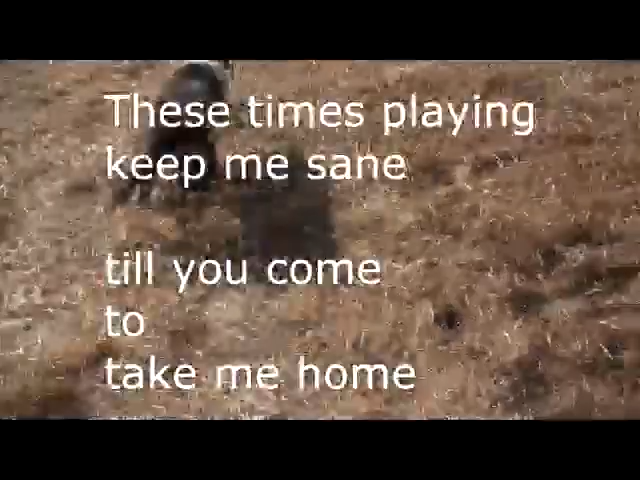 These times playing
keep me sane
till you come
to
take me home